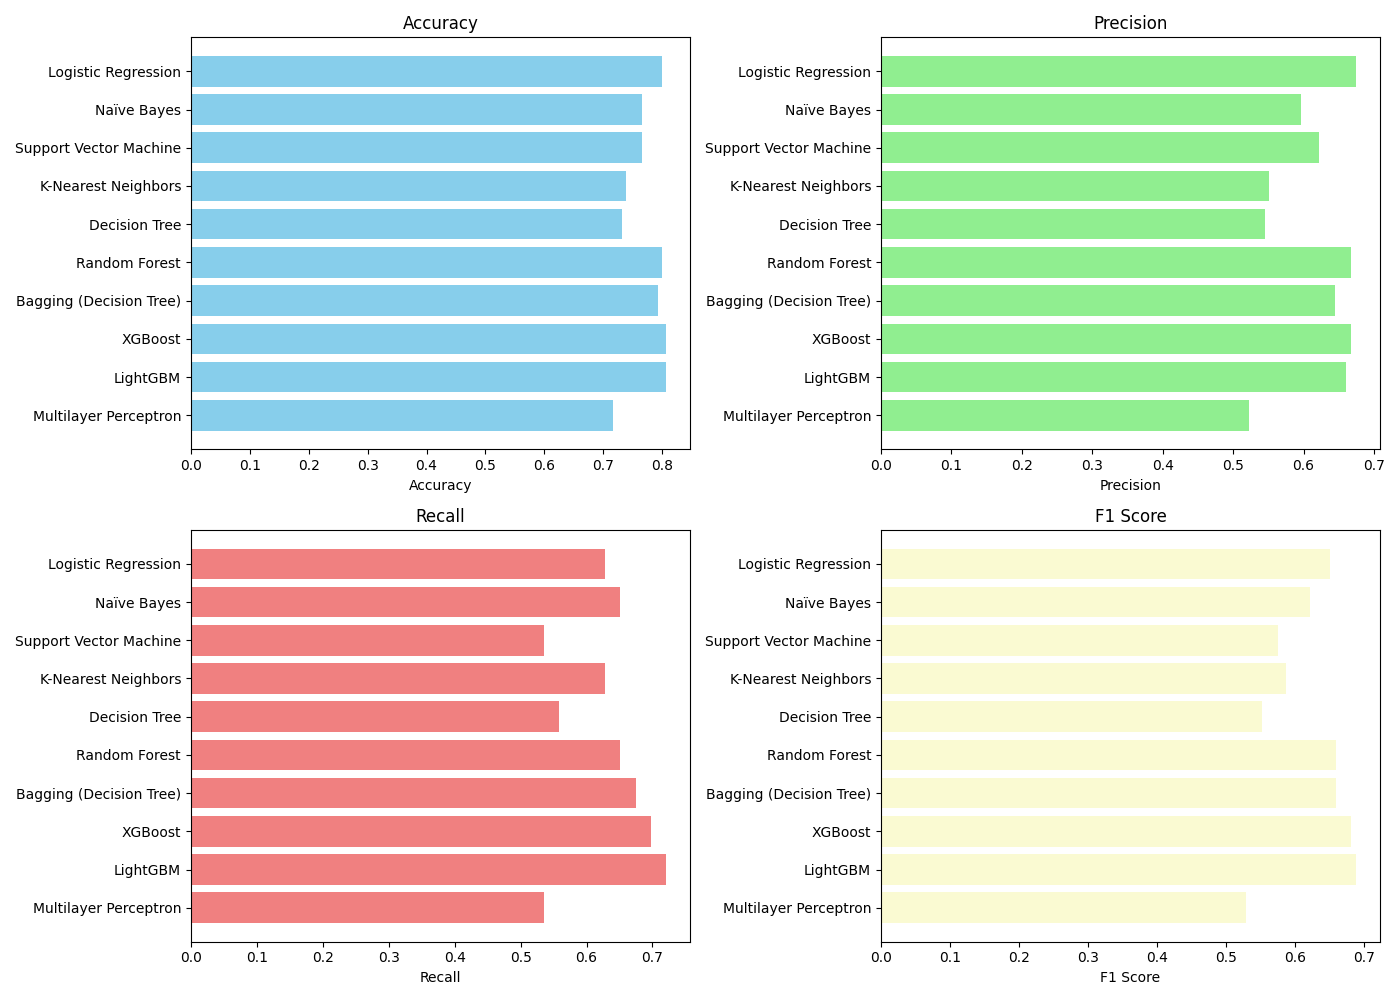 Accuracy
Logistic Regression
Naïve Bayes
Support Vector Machine
K-Nearest Neighbors
Decision Tree
Random Forest
Bagging (Decision Tree)
XGBoost
LightGBM
Multilayer Perceptron
0.0 0.1 0.2 0.3 0.4 0.5 0.6 0.7 0.8
Accuracy
Precision
Logistic Regression
Naïve Bayes
Support Vector Machine
K-Nearest Neighbors
Decision Tree
Random Forest
Bagging (Decision Tree)
XGBoost
LightGBM
Multilayer Perceptron
0.0 0.1 0.2 0.3 0.4 0.5 0.6 0.7
Precision
Recall
Logistic Regression
Naïve Bayes
Support Vector Machine
K-Nearest Neighbors
Decision Tree
Random Forest
Bagging (Decision Tree)
XGBoost
LightGBM
Multilayer Perceptron
0.0 0.1 0.2 0.3 0.4 0.5 0.6 0.7
Recall
F1 Score
Logistic Regression
Naïve Bayes
Support Vector Machine
K-Nearest Neighbors
Decision Tree
Random Forest
Bagging (Decision Tree)
XGBoost
LightGBM
Multilayer Perceptron
0.0 0.1 0.2 0.3 0.4 0.5 0.6 0.7
F1 Score